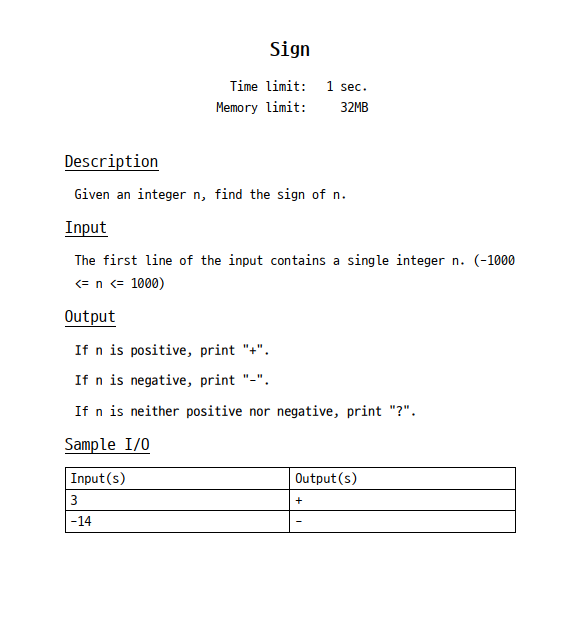 Sign
Time limit: 1 sec.
Memory limit: 32MB
Description
Given an integer n, find the sign of n.
Input
The first line of the input contains a single integer n. (-1000
<= n <= 1000)
Output
If n is positive, print "+".
If n is negative, print "-".
If n is neither positive nor negative, print "?".
Sample I/O
Input(s) Output(s)
3 +
-14 -